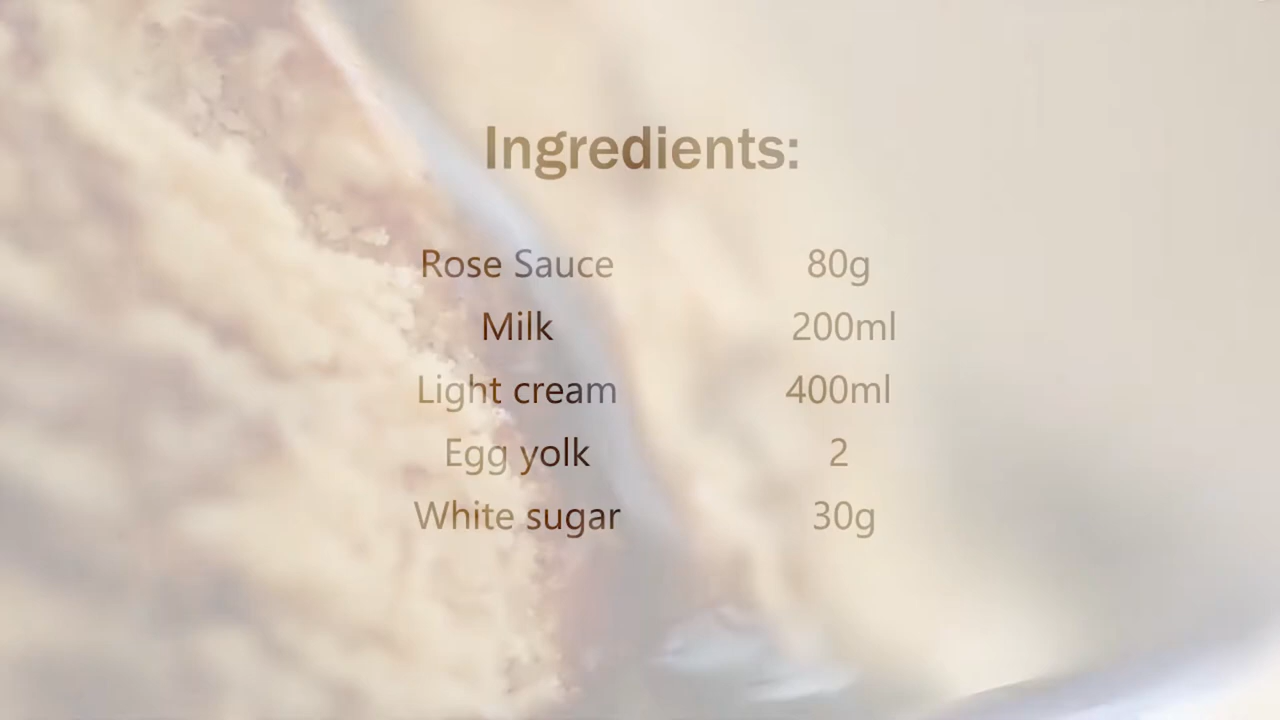 Ingredients:
Rose Sauce 80g
Milk 200ml
Light cream 400ml
Egg yolk 2
White sugar 30g